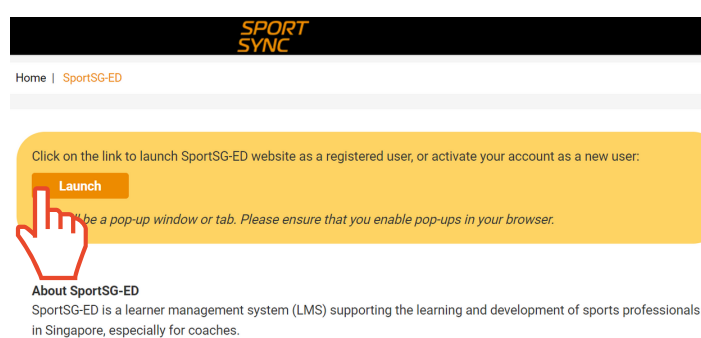 SPORT
SYNC
Home | SportSG-ED
Click on the link to launch SportSG-ED website as a registered user, or activate your account as a new user:
Launch
be a pop-up window or tab. Please ensure that you enable pop-ups in your browser.
About SportSG-ED
SportSG-ED is a learner management system (LMS) supporting the learning and development of sports professionals
in Singapore, especially for coaches.